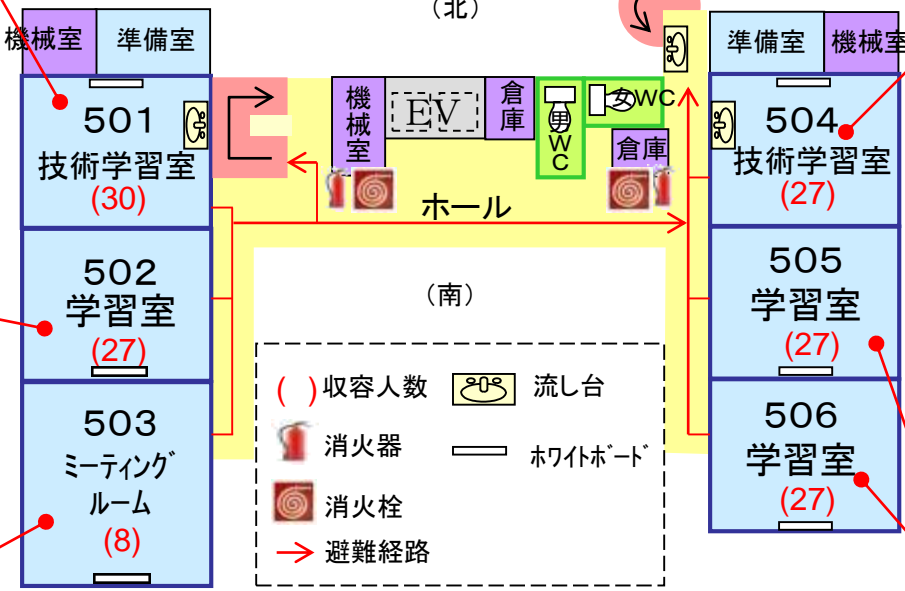 (北)
機械室
準備室
501
技術学習室
(30)
502
学習室
(27)
503
ミーティング
ルーム
(8)
機械室
EV
倉庫
男WC
女WC
倉庫
ホール
(南)
準備室
機械室
504
技術学習室
(27)
505
学習室
(27)
506
学習室
(27)
( )収容人数
流し台
消火器
ホワイトボード
消火栓
避難経路